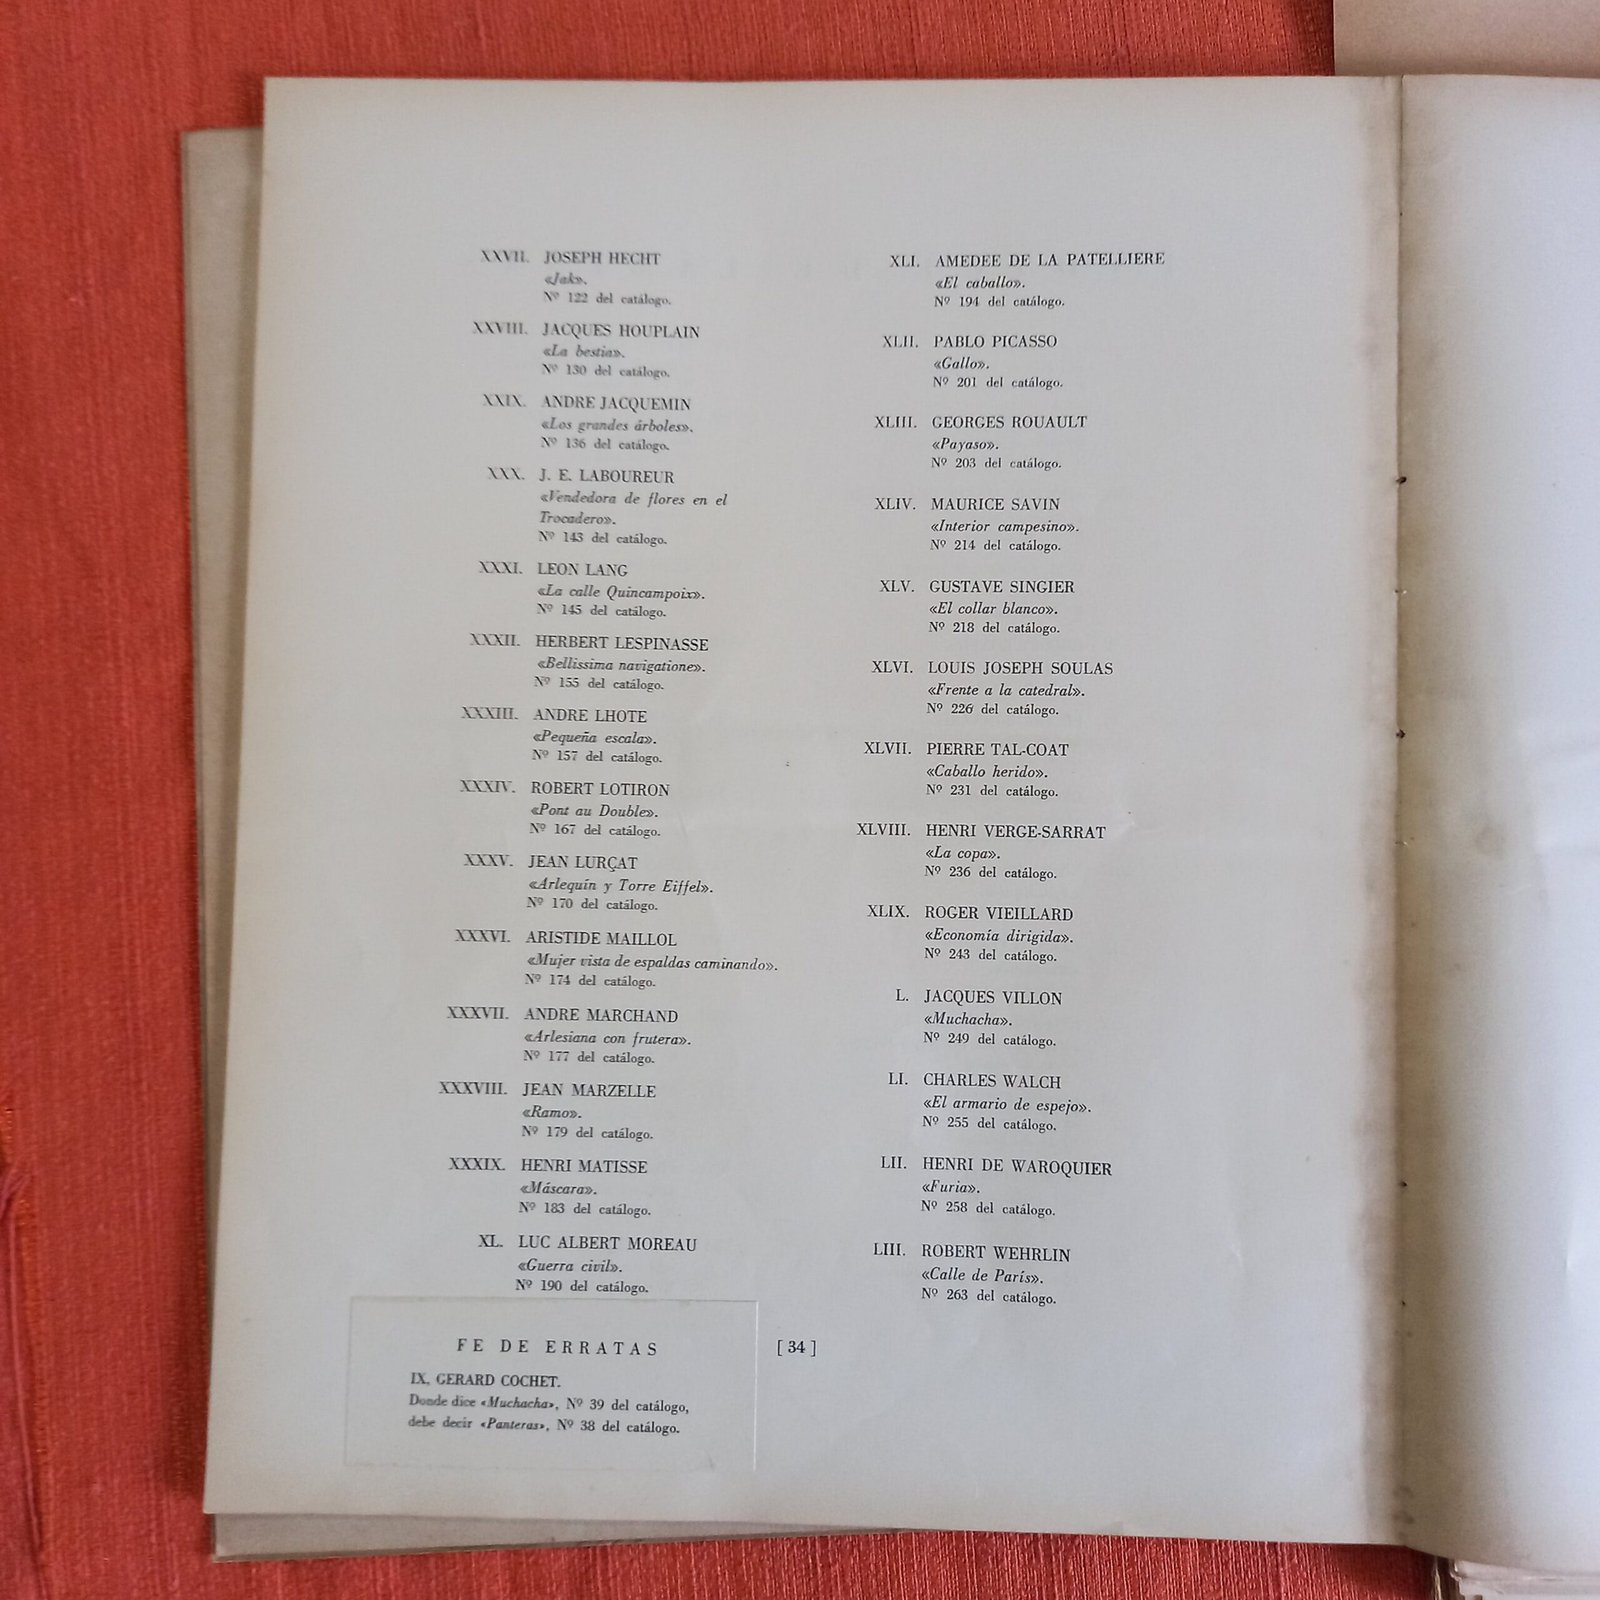 XXVII. JOSEPH HECHT
«Jak».
Nº 122 del catálogo.
XXVIII. JACQUES HOUPLAIN
«La bestia».
Nº 130 del catálogo.
XXIX. ANDRE JACQUEMIN
«Los grandes árboles».
Nº 136 del catálogo.
XXX. J. E. LABOUREUR
«Vendedora de flores en el
Trocadero».
Nº 143 del catálogo.
XXXI. LEON LANG
«La calle Quincampoix».
Nº 145 del catálogo.
XXXII. HERBERT LESPINASSE
«Bellissima navigatione».
Nº 155 del catálogo.
XXXIII. ANDRE LHOTE
«Pequeña escala».
Nº 157 del catálogo.
XXXIV. ROBERT LOTIRON
«Pont au Double».
Nº 167 del catálogo.
XXXV. JEAN LURÇAT
«Arlequín y Torre Eiffel».
Nº 170 del catálogo.
XXXVI. ARISTIDE MAILLOL
«Mujer vista de espaldas caminando».
Nº 174 del catálogo.
XXXVII. ANDRE MARCHAND
«Arlesiana con frutera».
Nº 177 del catálogo.
XXXVIII. JEAN MARZELLE
«Ramo».
Nº 179 del catálogo.
XXXIX. HENRI MATISSE
«Máscara».
Nº 183 del catálogo.
XL. LUC ALBERT MOREAU
«Guerra civil».
Nº 190 del catálogo.
XLI. AMEDEE DE LA PATELLIERE
«El caballo».
Nº 194 del catálogo.
XLII. PABLO PICASSO
«Gallo».
Nº 201 del catálogo.
XLIII. GEORGES ROUAULT
«Payaso».
Nº 203 del catálogo.
XLIV. MAURICE SAVIN
«Interior campesino».
Nº 214 del catálogo.
XLV. GUSTAVE SINGIER
«El collar blanco».
Nº 218 del catálogo.
XLVI. LOUIS JOSEPH SOULAS
«Frente a la catedral».
Nº 226 del catálogo.
XLVII. PIERRE TAL-COAT
«Caballo herido».
Nº 231 del catálogo.
XLVIII. HENRI VERGE-SARRAT
«La copa».
Nº 236 del catálogo.
XLIX. ROGER VIEILLARD
«Economía dirigida».
Nº 243 del catálogo.
L. JACQUES VILLON
«Muchacha».
Nº 249 del catálogo.
LI. CHARLES WALCH
«El armario de espejo».
Nº 255 del catálogo.
LII. HENRI DE WAROQUIER
«Furia».
Nº 258 del catálogo.
LIII. ROBERT WEHRLIN
«Calle de París».
Nº 263 del catálogo.
FE DE ERRATAS
IX. GERARD COCHET.
Donde dice «Muchacha», Nº 39 del catálogo,
debe decir «Panteras», Nº 38 del catálogo.
[ 34 ]